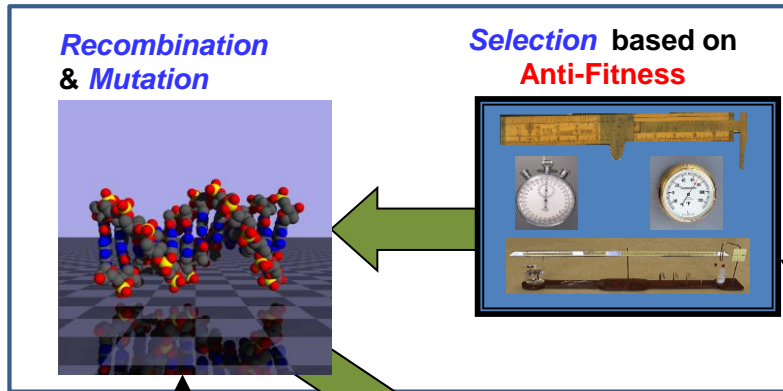 Recombination
& Mutation
Selection based on
Anti-Fitness